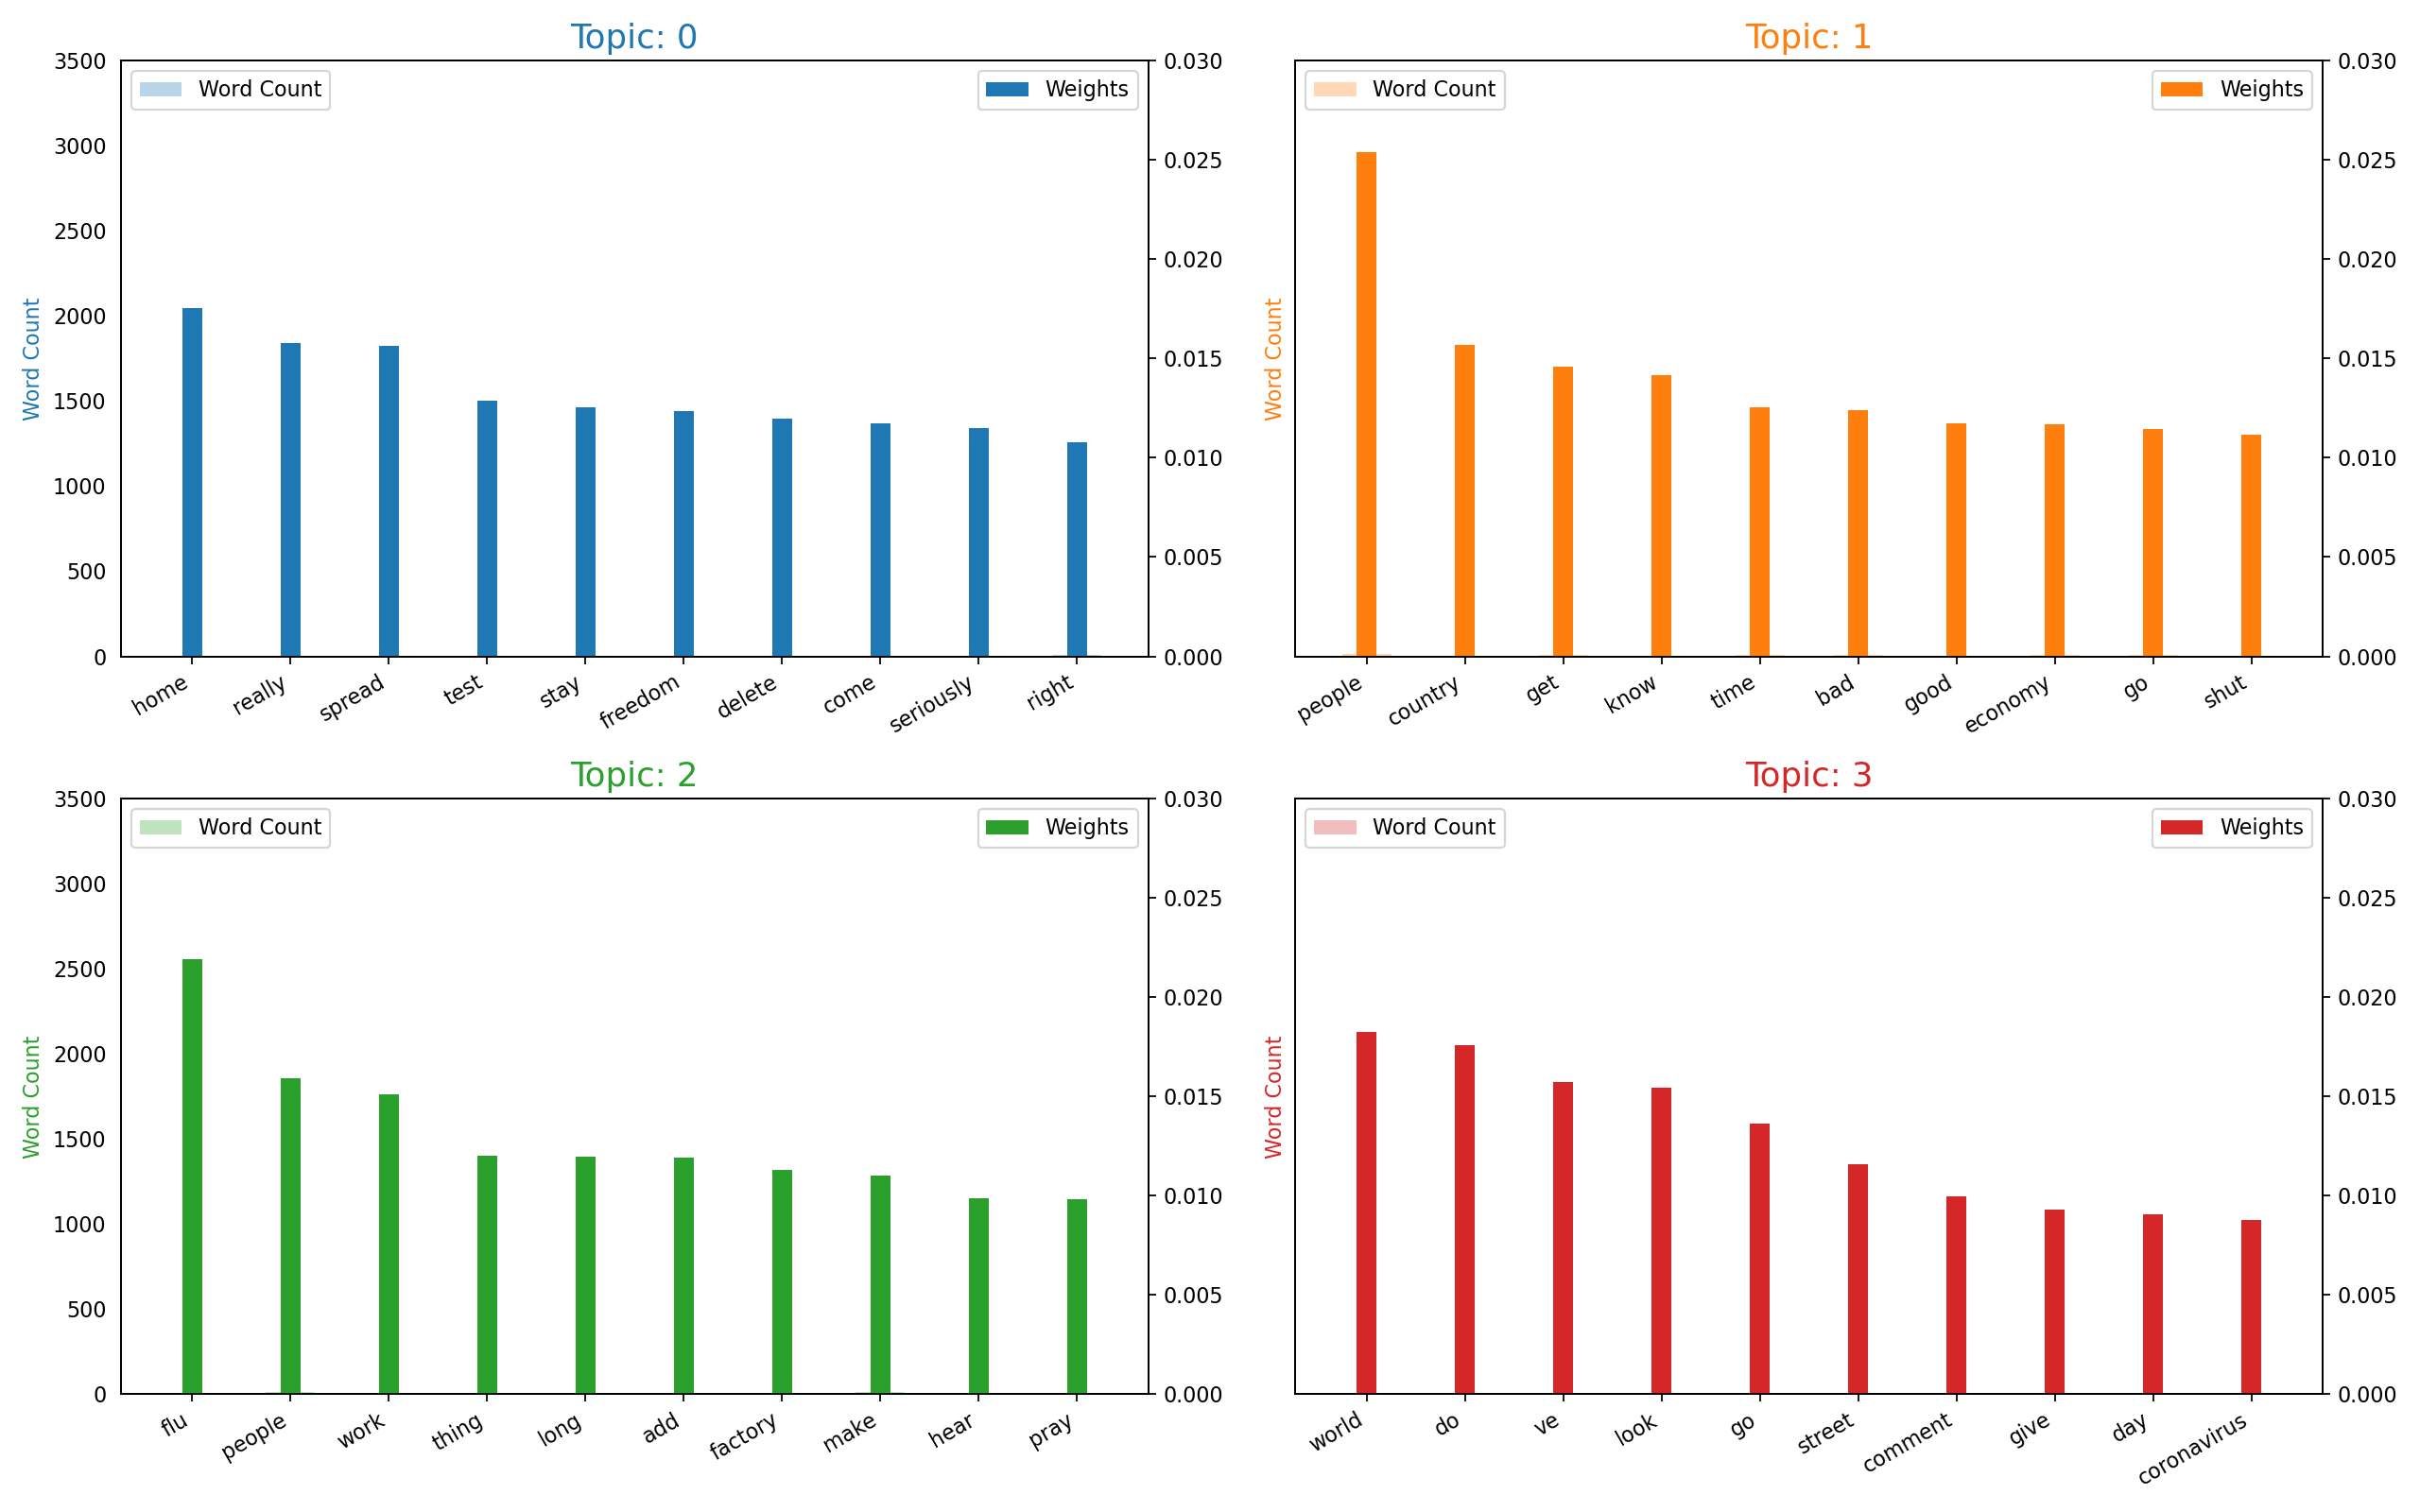 Topic: 0
Word Count
Weights
3500
3000
2500
2000
1500
1000
500
0
Word Count
0.030
0.025
0.020
0.015
0.010
0.005
0.000
home really spread test stay freedom delete come seriously right
Topic: 1
Word Count
Weights
Word Count
0.030
0.025
0.020
0.015
0.010
0.005
0.000
people country get know time bad good economy go shut
Topic: 2
Word Count
Weights
3500
3000
2500
2000
1500
1000
500
0
Word Count
0.030
0.025
0.020
0.015
0.010
0.005
0.000
flu people work thing long add factory make hear pray
Topic: 3
Word Count
Weights
Word Count
0.030
0.025
0.020
0.015
0.010
0.005
0.000
world do ve look go street comment give day coronavirus